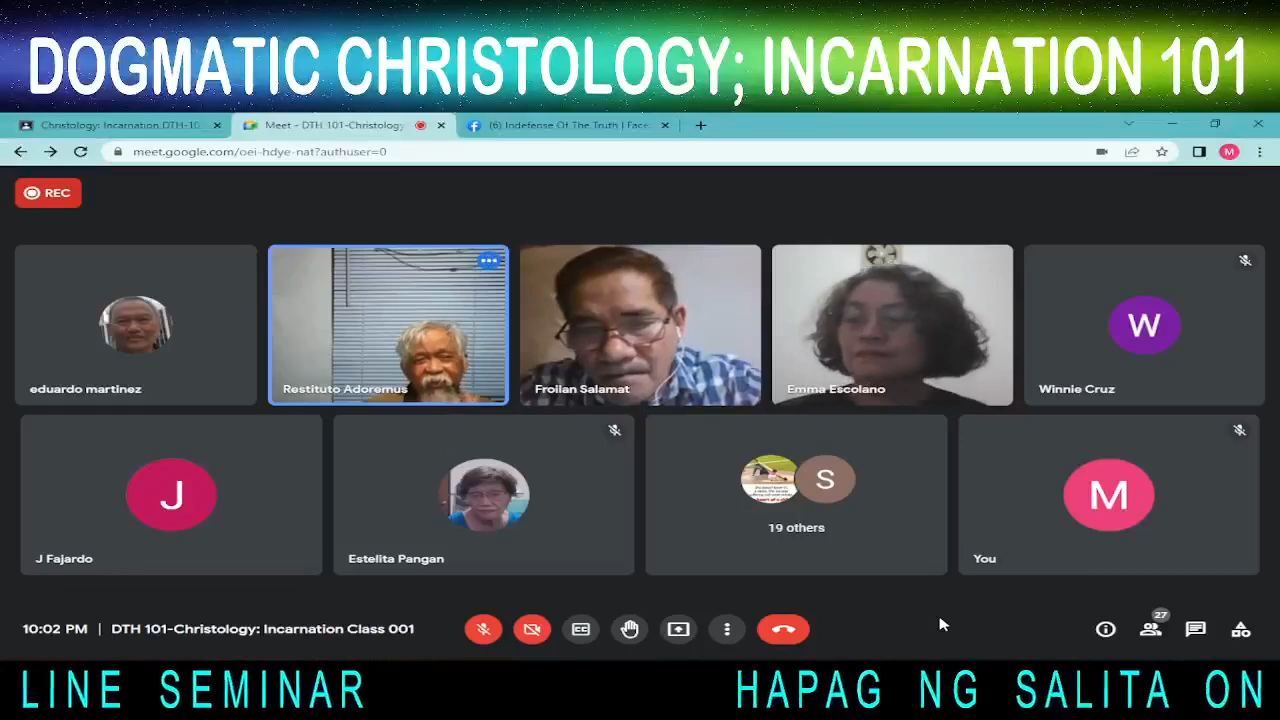 DOGMATIC CHRISTOLOGY; INCARNATION 101
Christology: Incarnation DTH-10
Meet - DTH 101-Christology
(6) Indefense Of The Truth | Face
meet.google.com/oei-hdye-nat?authuser=0
M
REC
eduardo martinez
Restituto Adoremus
Froilan Salamat
Emma Escolano
W
Winnie Cruz
J
J Fajardo
Estelita Pangan
S
19 others
M
You
10:02 PM | DTH 101-Christology: Incarnation Class 001
CC
27
LINE SEMINAR HAPAG NG SALITA ON